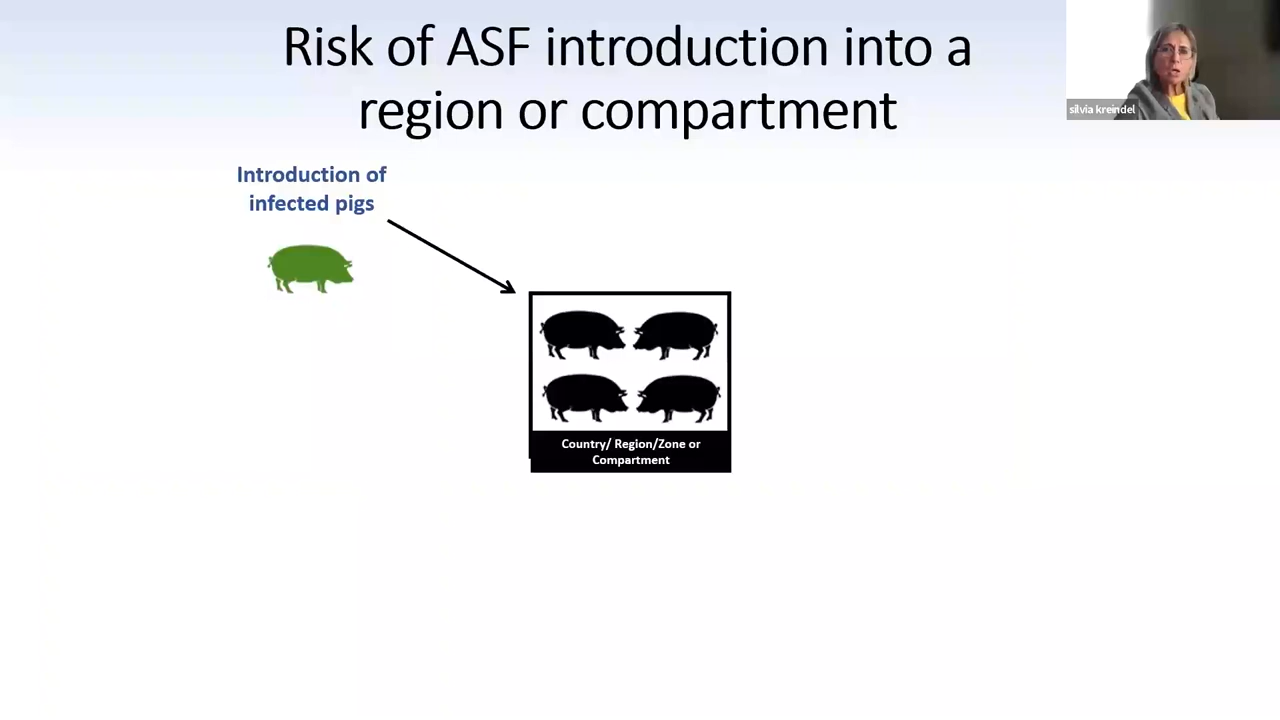 Risk of ASF introduction into a
region or compartment
silvia kreindel
Introduction of
infected pigs
Country/ Region/Zone or
Compartment